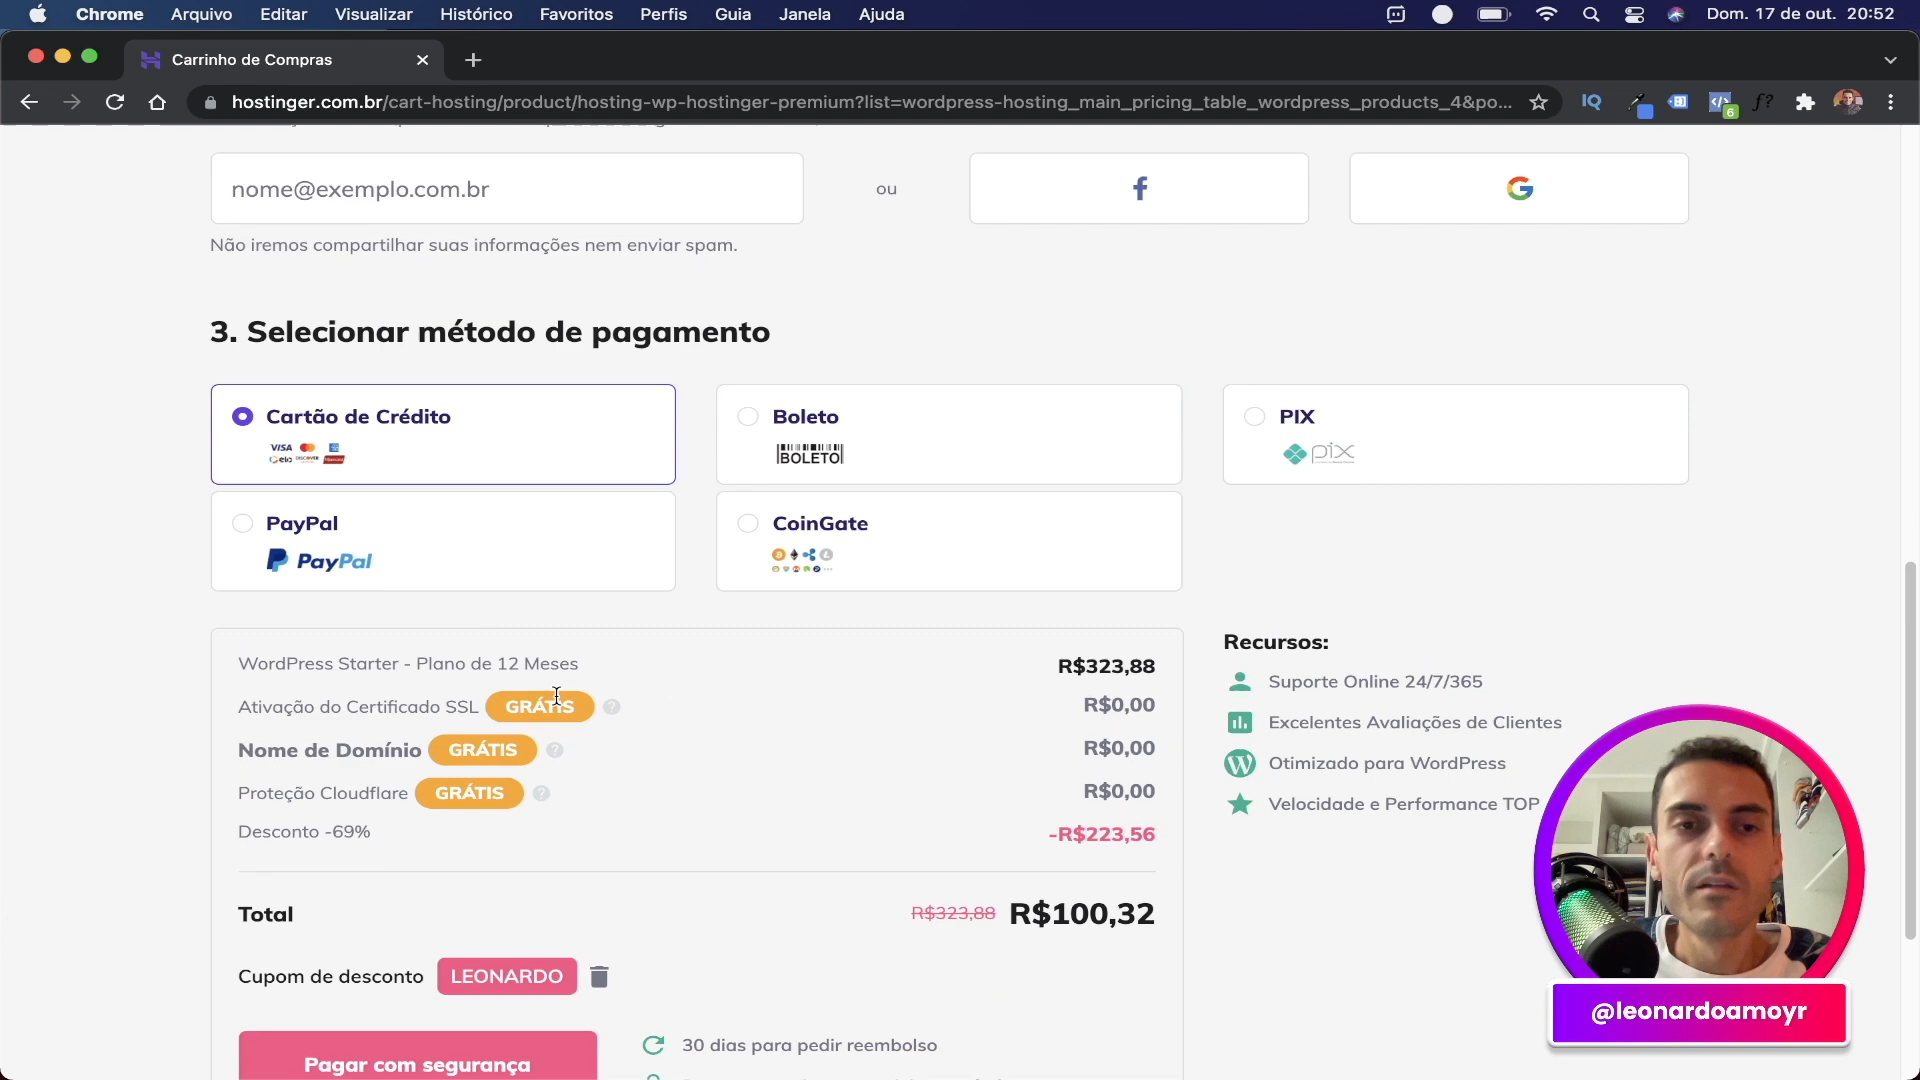 Chrome Arquivo Editar Visualizar Histórico Favoritos Perfis Guia Janela Ajuda
Dom. 17 de out. 20:52
Carrinho de Compras
hostinger.com.br/cart-hosting/product/hosting-wp-hostinger-premium?list=wordpress-hosting_main_pricing_table_wordpress_products_4&po...
IQ
6
f?
nome@exemplo.com.br
ou
Não iremos compartilhar suas informações nem enviar spam.
3. Selecionar método de pagamento
Cartão de Crédito
VISA
elo DISCOVER
Boleto
BOLETO
PIX
pix
PayPal
PayPal
CoinGate
WordPress Starter - Plano de 12 Meses R$323,88
Ativação do Certificado SSL GRÁTIS ? R$0,00
Nome de Domínio GRÁTIS ? R$0,00
Proteção Cloudflare GRÁTIS ? R$0,00
Desconto -69% -R$223,56
Total R$323,88 R$100,32
Cupom de desconto LEONARDO
Pagar com segurança
30 dias para pedir reembolso
Recursos:
Suporte Online 24/7/365
Excelentes Avaliações de Clientes
Otimizado para WordPress
Velocidade e Performance TOP
@leonardoamoyr